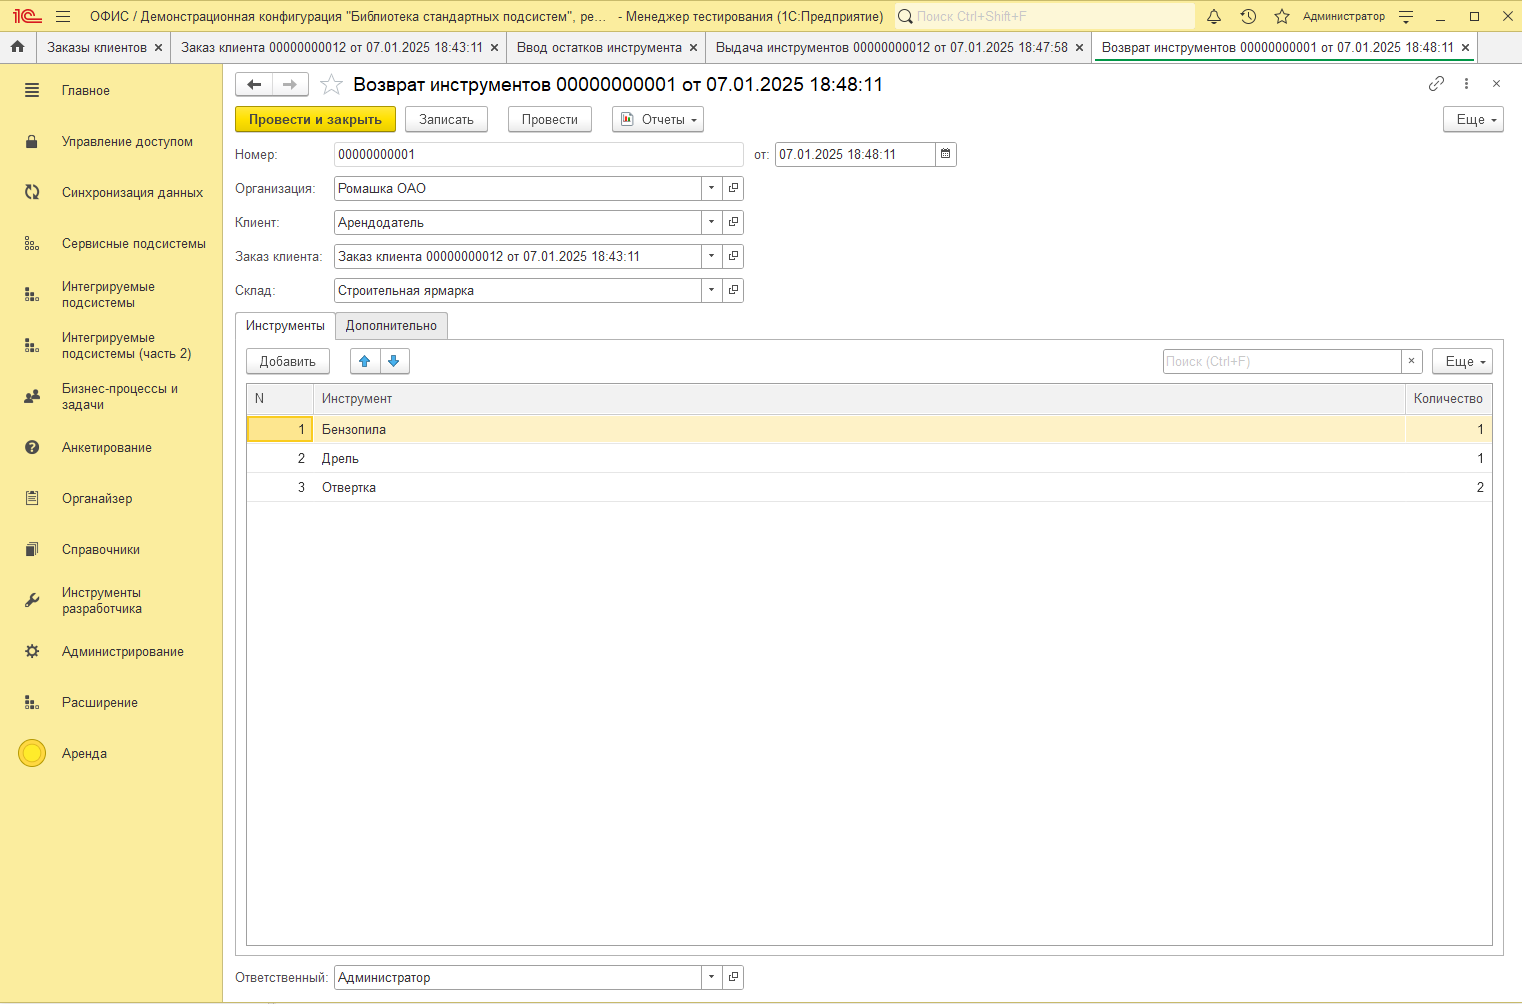 ОФИС / Демонстрационная конфигурация "Библиотека стандартных подсистем", ре... - Менеджер тестирования (1С:Предприятие)
Поиск Ctrl+Shift+F
Администратор
Заказы клиентов
Заказ клиента 00000000012 от 07.01.2025 18:43:11
Ввод остатков инструмента
Выдача инструментов 00000000012 от 07.01.2025 18:47:58
Возврат инструментов 00000000001 от 07.01.2025 18:48:11
Главное
Управление доступом
Синхронизация данных
Сервисные подсистемы
Интегрируемые
подсистемы
Интегрируемые
подсистемы (часть 2)
Бизнес-процессы и
задачи
Анкетирование
Органайзер
Справочники
Инструменты
разработчика
Администрирование
Расширение
Аренда
Возврат инструментов 00000000001 от 07.01.2025 18:48:11
Провести и закрыть
Записать
Провести
Отчеты
Еще
Номер: 00000000001 от: 07.01.2025 18:48:11
Организация: Ромашка ОАО
Клиент: Арендодатель
Заказ клиента: Заказ клиента 00000000012 от 07.01.2025 18:43:11
Склад: Строительная ярмарка
Инструменты
Дополнительно
Добавить
Поиск (Ctrl+F)
Еще
N Инструмент Количество
1 Бензопила 1
2 Дрель 1
3 Отвертка 2
Ответственный: Администратор